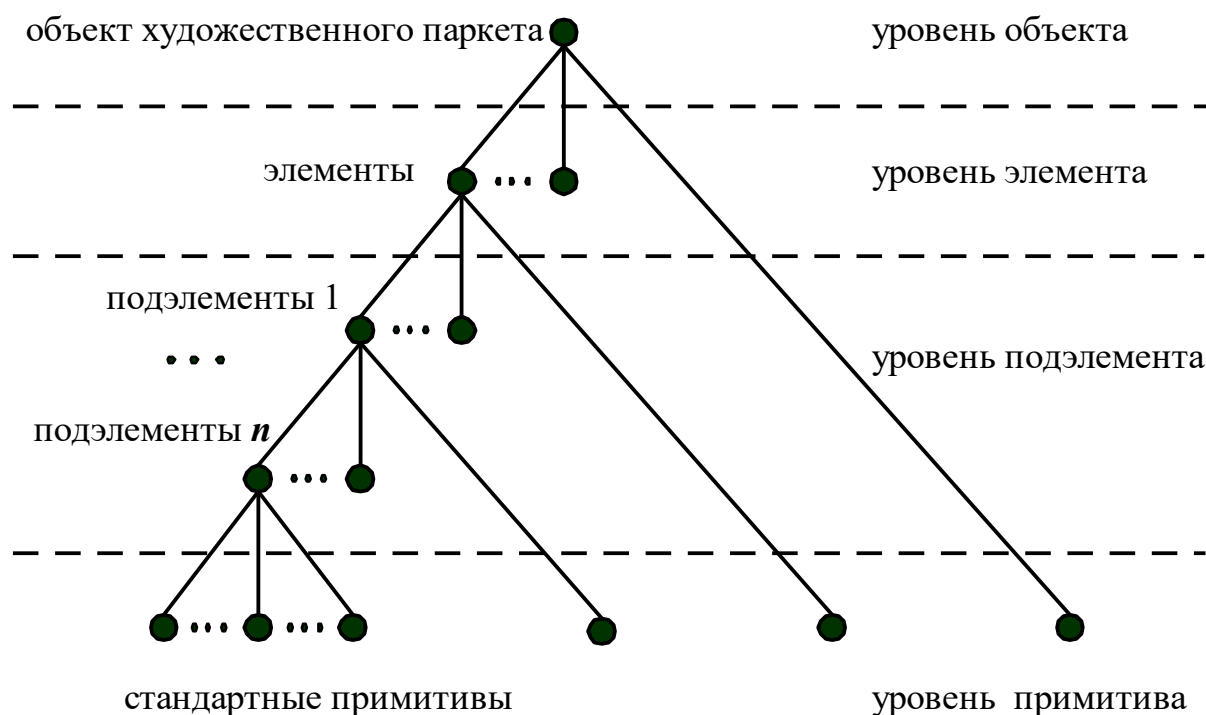 объект художественного паркета
уровень объекта
элементы
уровень элемента
подэлементы 1
...
уровень подэлемента
подэлементы n
стандартные примитивы
уровень примитива